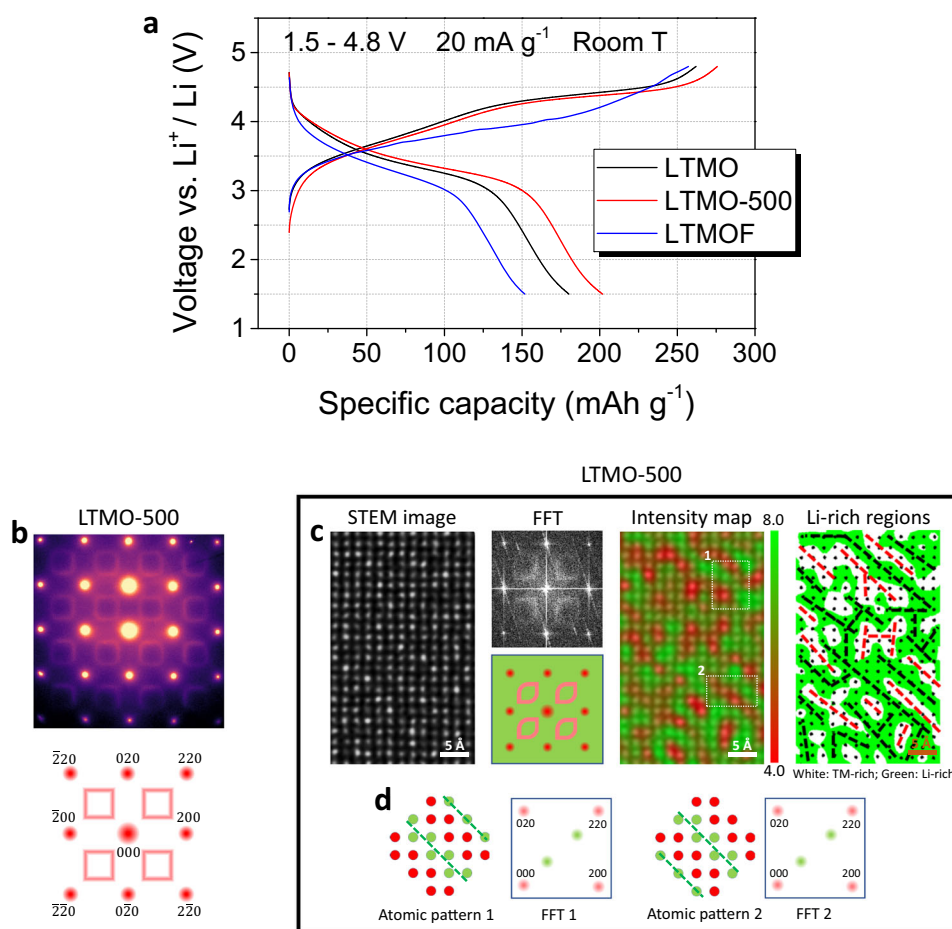 a
1.5 - 4.8 V 20 mA g⁻¹ Room T
Voltage vs. Li⁺ / Li (V)
5
4
3
2
1
LTMO
LTMO-500
LTMOF
0 50 100 150 200 250 300
Specific capacity (mAh g⁻¹)
LTMO-500
b
LTMO-500
2̅20 020 220
2̅00 200
000
2̅2̅0 02̅0 22̅0
c
STEM image FFT Intensity map Li-rich regions
8.0
1
2
5 Å
5 Å
4.0
White: TM-rich; Green: Li-rich
d
020 220
000 200
020 220
000 200
Atomic pattern 1 FFT 1 Atomic pattern 2 FFT 2